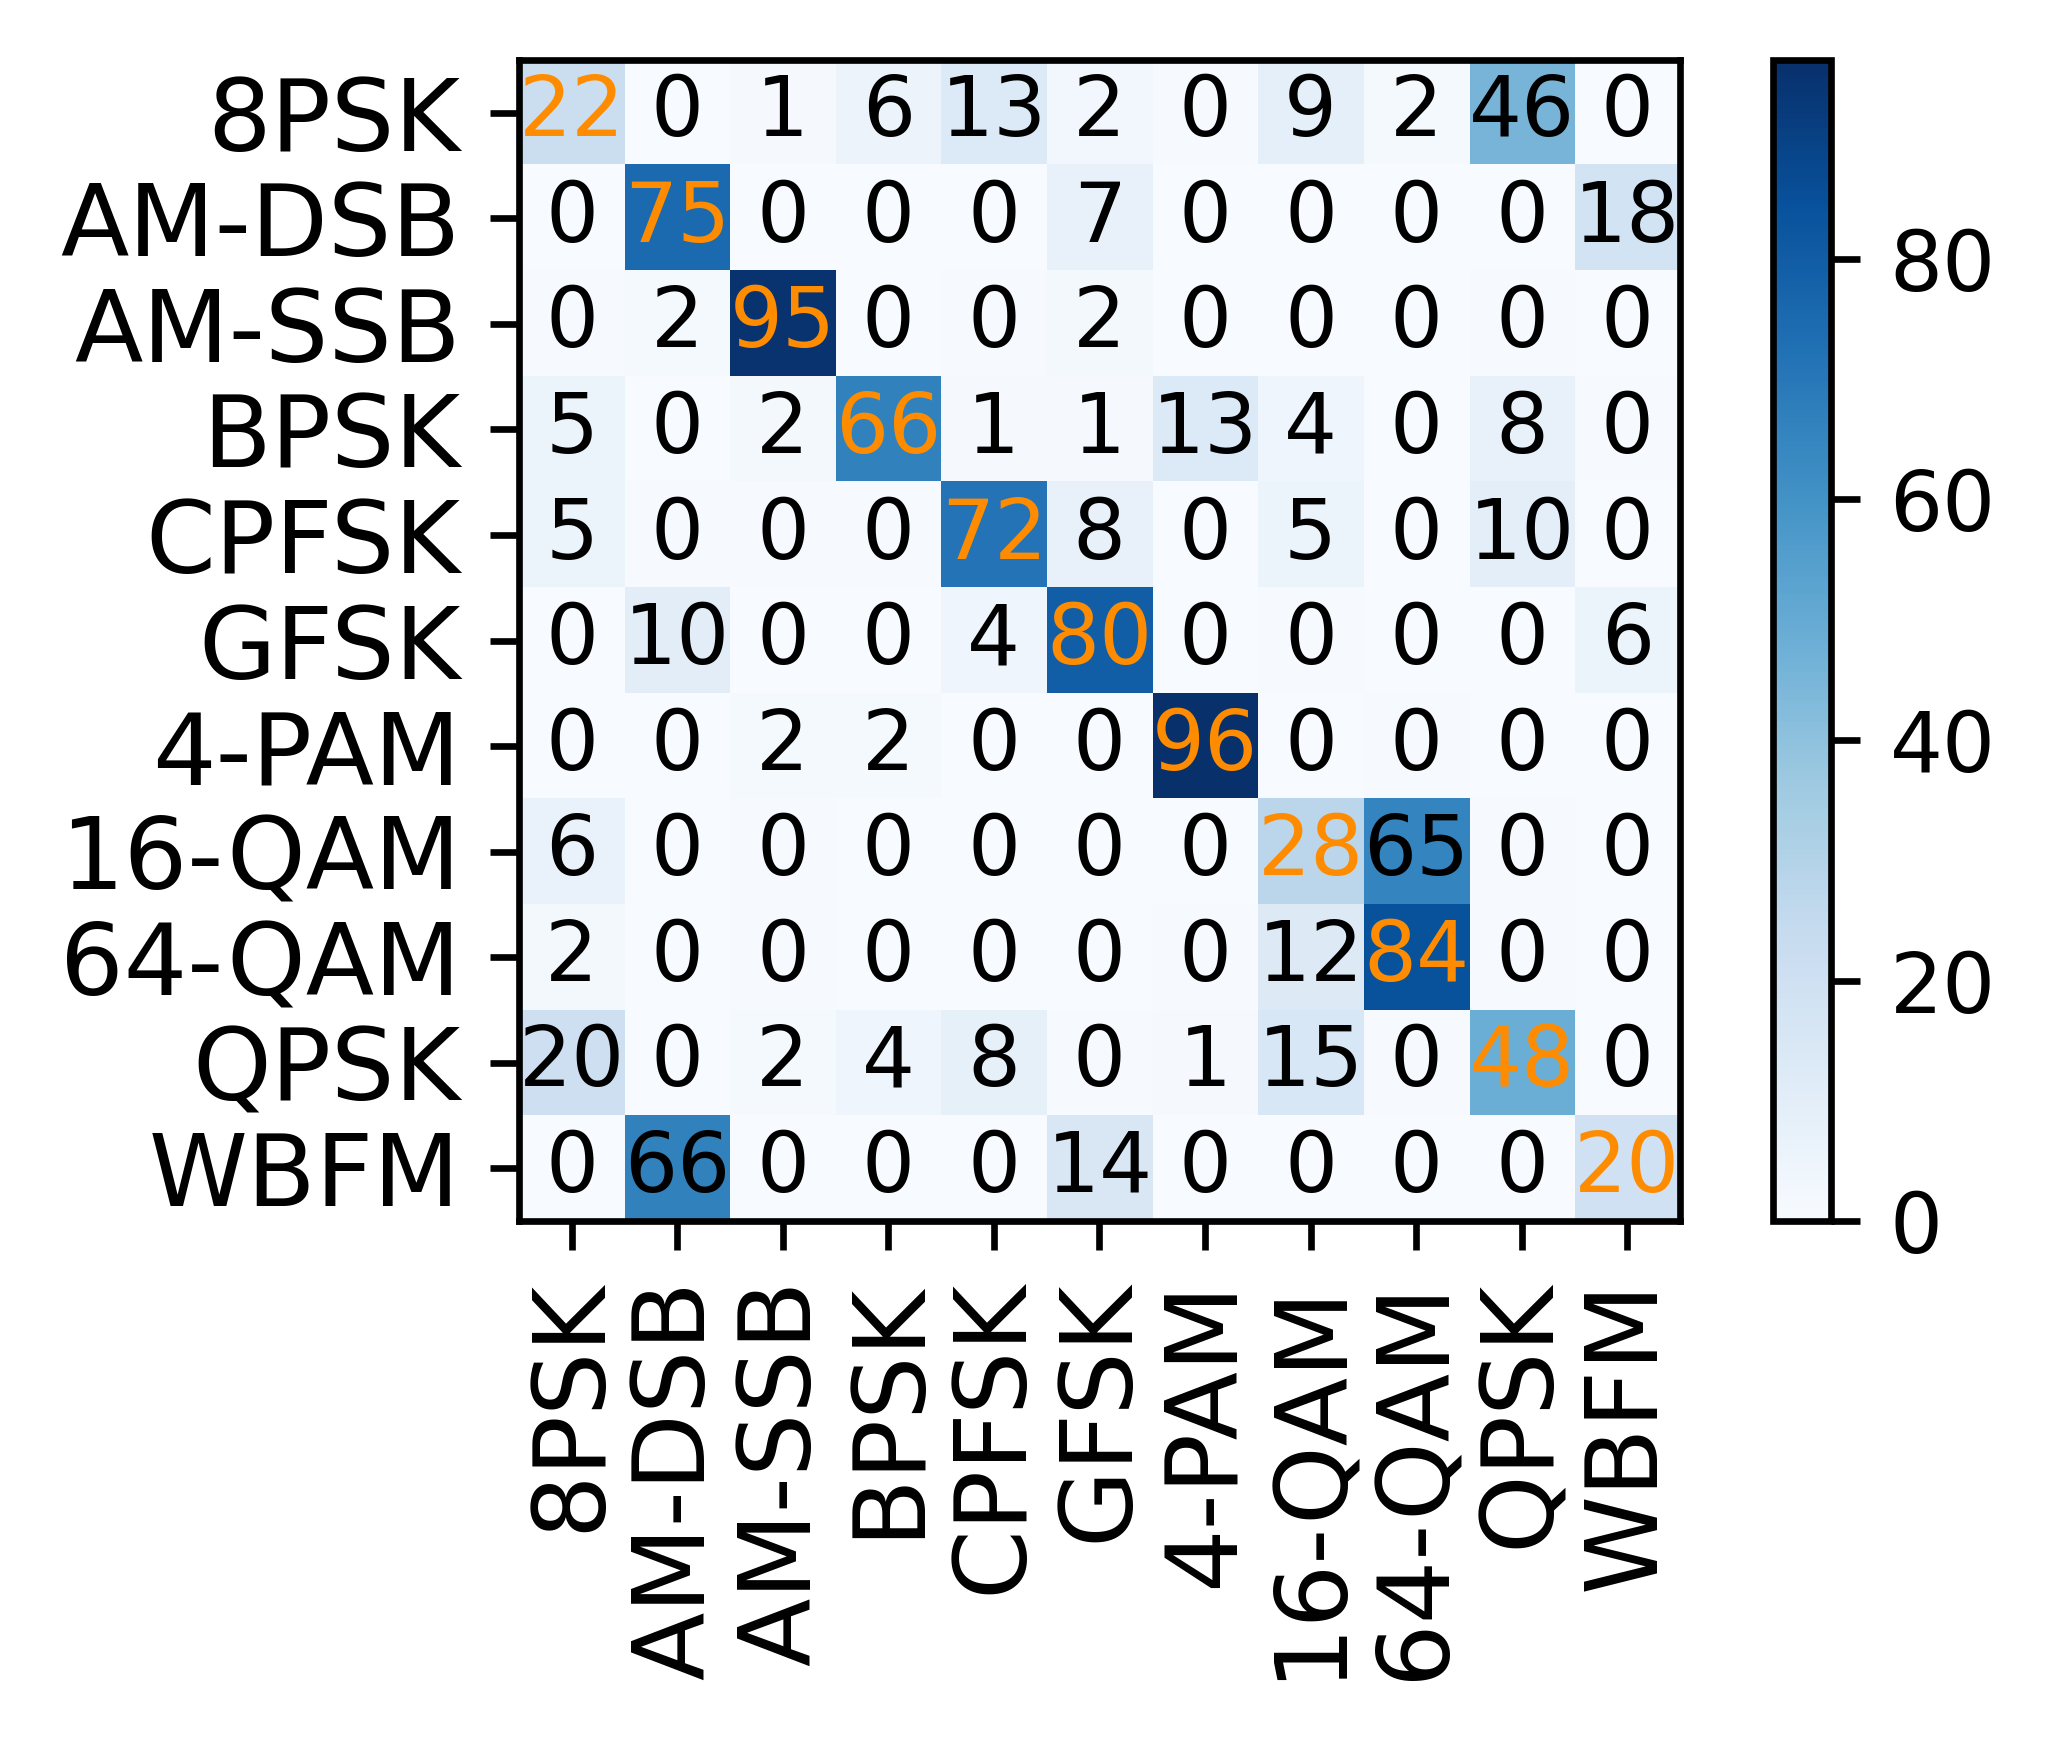 8PSK 22 0 1 6 13 2 0 9 2 46 0
AM-DSB 0 75 0 0 0 7 0 0 0 0 18
80
AM-SSB 0 2 95 0 0 2 0 0 0 0 0
BPSK 5 0 2 66 1 1 13 4 0 8 0
60
CPFSK 5 0 0 0 72 8 0 5 0 10 0
GFSK 0 10 0 0 4 80 0 0 0 0 6
4-PAM 0 0 2 2 0 0 96 0 0 0 0
40
16-QAM 6 0 0 0 0 0 0 28 65 0 0
64-QAM 2 0 0 0 0 0 0 12 84 0 0
20
QPSK 20 0 2 4 8 0 1 15 0 48 0
WBFM 0 66 0 0 0 14 0 0 0 0 20
0
8PSK
AM-DSB
AM-SSB
BPSK
CPFSK
GFSK
4-PAM
16-QAM
64-QAM
QPSK
WBFM